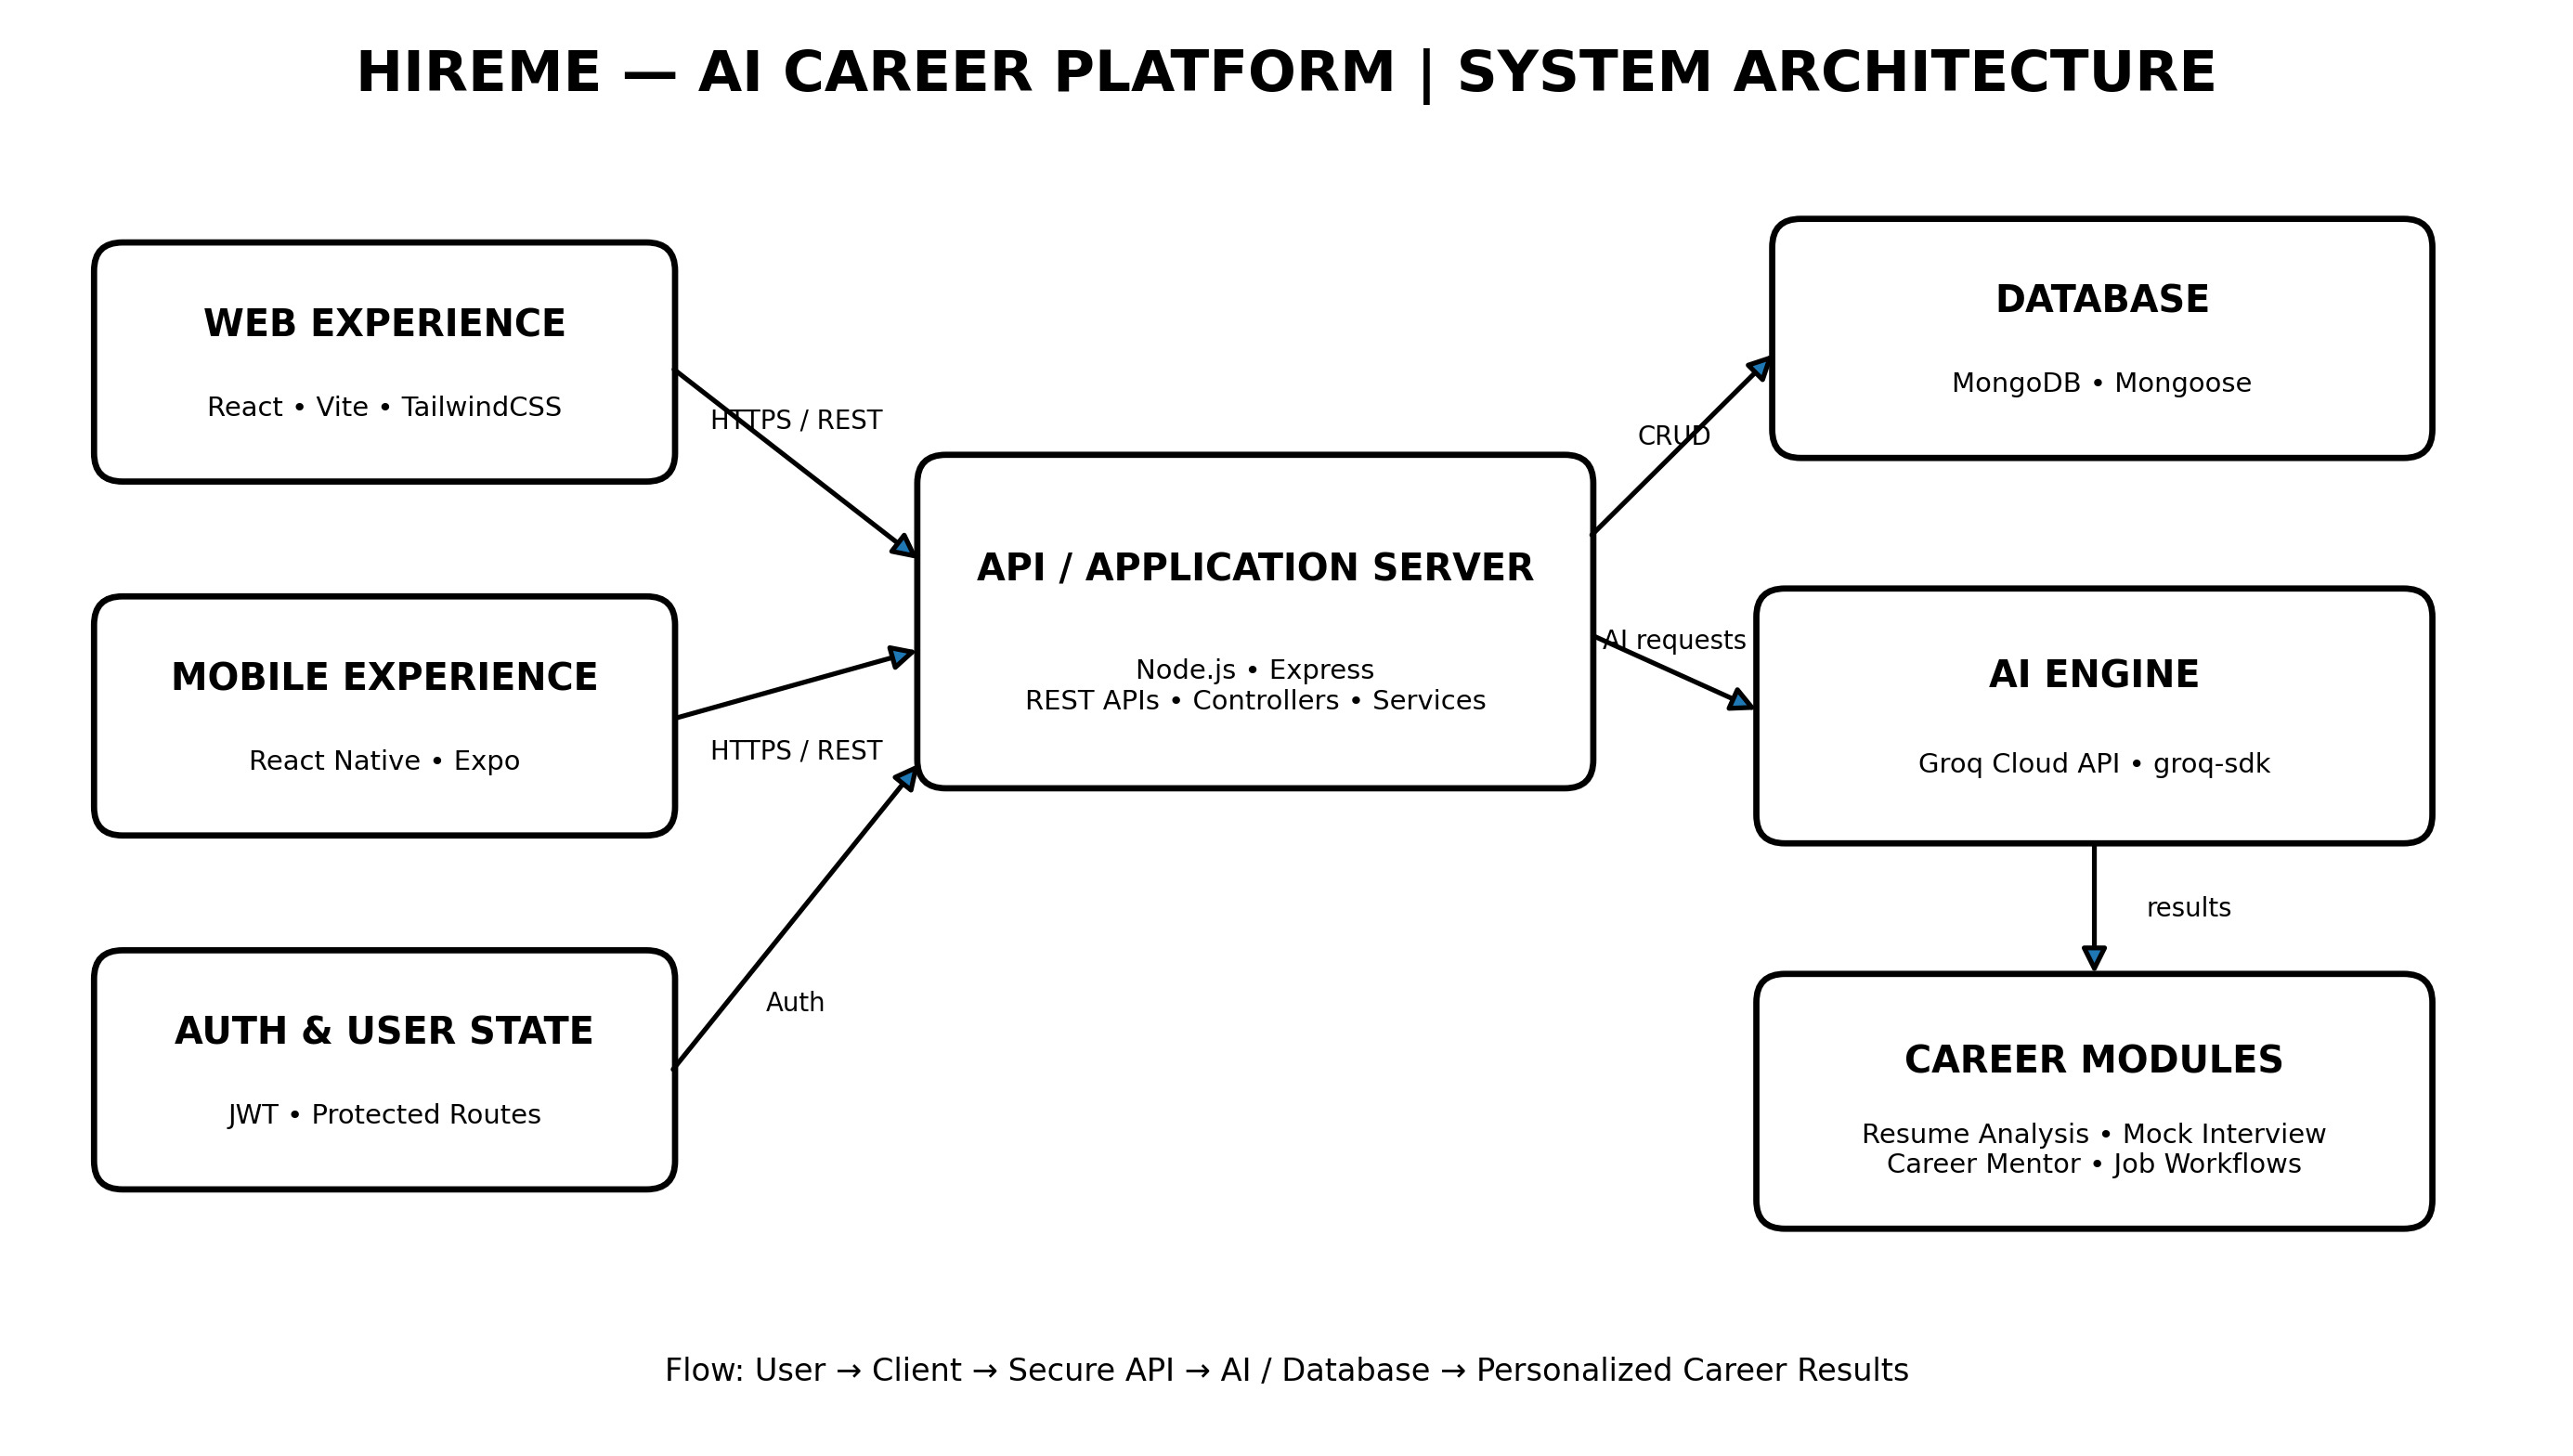 HIREME — AI CAREER PLATFORM | SYSTEM ARCHITECTURE
WEB EXPERIENCE
React • Vite • TailwindCSS
HTTPS / REST
MOBILE EXPERIENCE
React Native • Expo
HTTPS / REST
AUTH & USER STATE
JWT • Protected Routes
Auth
API / APPLICATION SERVER
Node.js • Express
REST APIs • Controllers • Services
CRUD
DATABASE
MongoDB • Mongoose
AI requests
AI ENGINE
Groq Cloud API • groq-sdk
results
CAREER MODULES
Resume Analysis • Mock Interview
Career Mentor • Job Workflows
Flow: User → Client → Secure API → AI / Database → Personalized Career Results